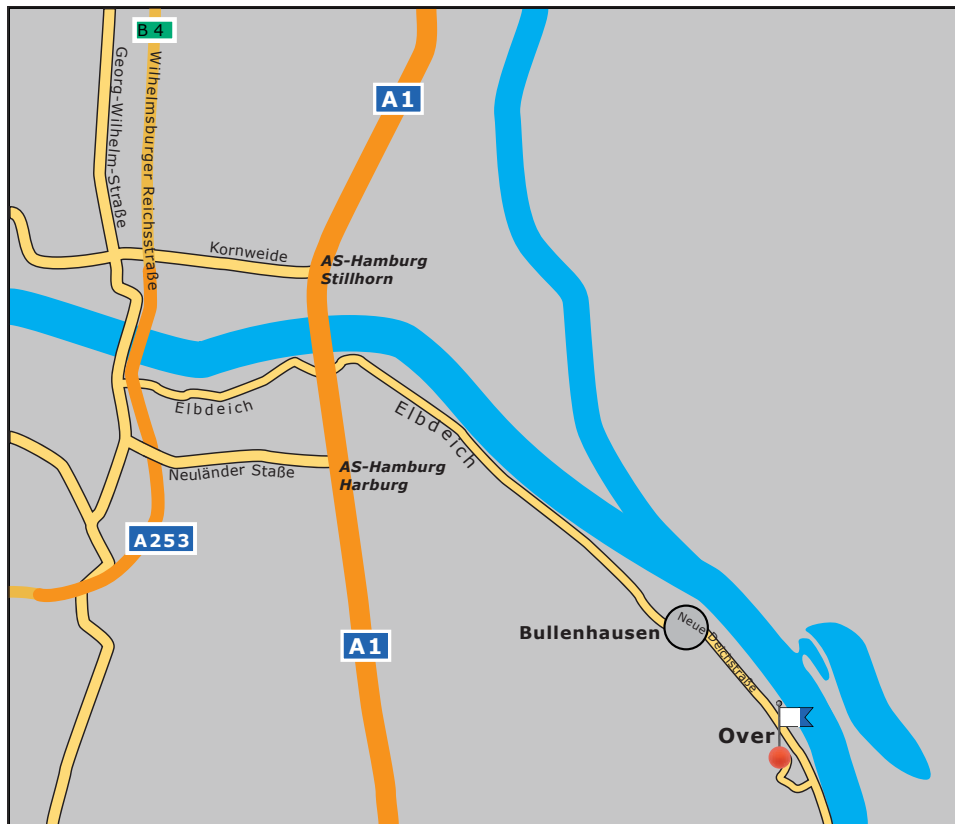 B 4
Georg-Wilhelm-Straße
Wilhelmsburger Reichsstraße
A1
Kornweide
AS-Hamburg
Stillhorn
Elbdeich
Elbdeich
Neuländer Staße
AS-Hamburg
Harburg
A253
A1
Bullenhausen
Neue Deichstraße
Over